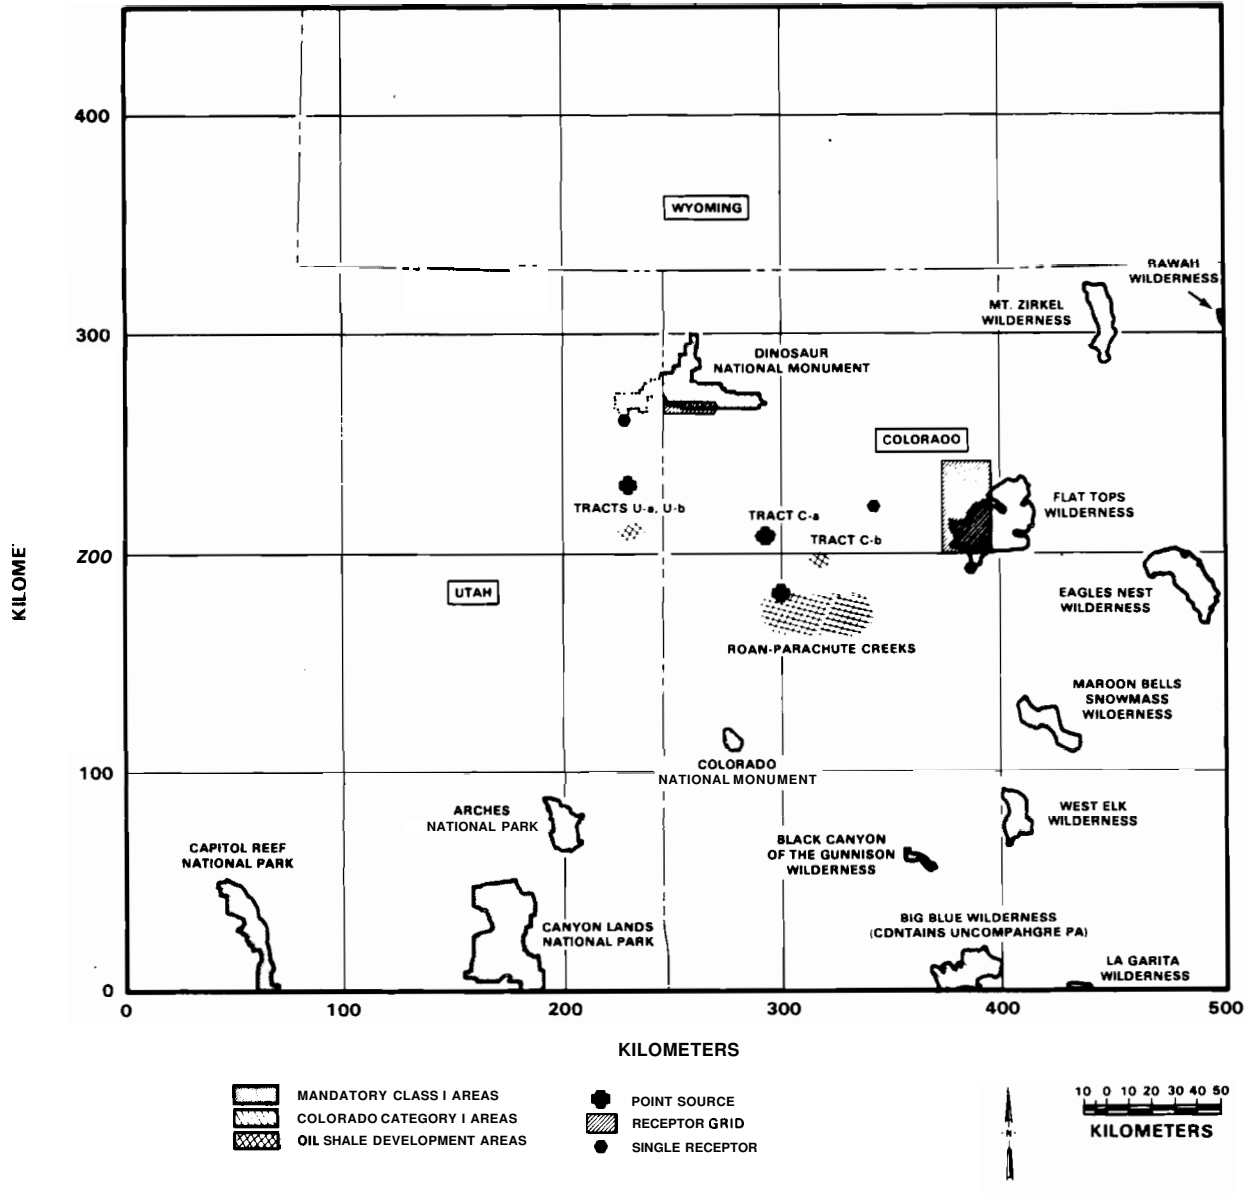 400
WYOMING
RAWAH
WILDERNESS
MT. ZIRKEL
WILDERNESS
300
DINOSAUR
NATIONAL MONUMENT
COLORADO
TRACTS U-a, U-b
TRACT C-a
TRACT C-b
FLAT TOPS
WILDERNESS
200
KILOME
UTAH
EAGLES NEST
WILDERNESS
ROAN-PARACHUTE CREEKS
MAROON BELLS
SNOWMASS
WILOERNESS
COLORADO
NATIONAL MONUMENT
100
ARCHES
NATIONAL PARK
WEST ELK
WILDERNESS
CAPITOL REEF
NATIONAL PARK
BLACK CANYON
OF THE GUNNISON
WILDERNESS
CANYON LANDS
NATIONAL PARK
BIG BLUE WILDERNESS
(CDNTAINS UNCOMPAHGRE PA)
LA GARITA
WILDERNESS
0
0 100 200 300 400 500
KILOMETERS
MANDATORY CLASS I AREAS
COLORADO CATEGORY I AREAS
OIL SHALE DEVELOPMENT AREAS
POINT SOURCE
RECEPTOR GRID
SINGLE RECEPTOR
N
10 0 10 20 30 40 50
KILOMETERS